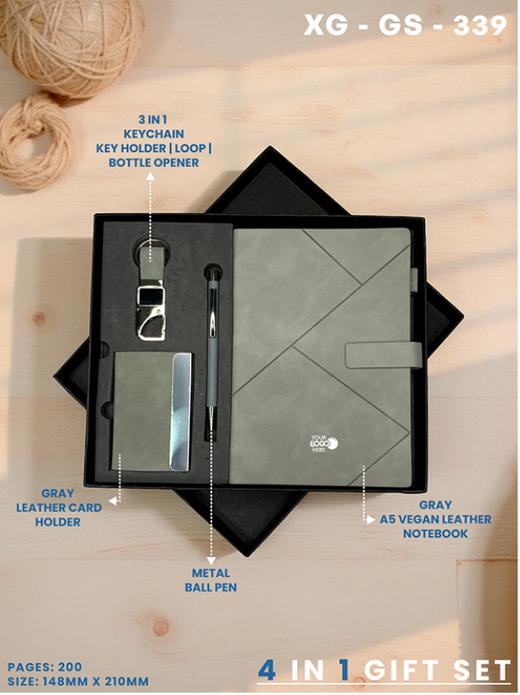 XG - GS - 339
3 IN 1
KEYCHAIN
KEY HOLDER | LOOP |
BOTTLE OPENER
YOUR
LOGO
HERE
GRAY
LEATHER CARD
HOLDER
GRAY
A5 VEGAN LEATHER
NOTEBOOK
METAL
BALL PEN
PAGES: 200
SIZE: 148MM X 210MM
4 IN 1 GIFT SET